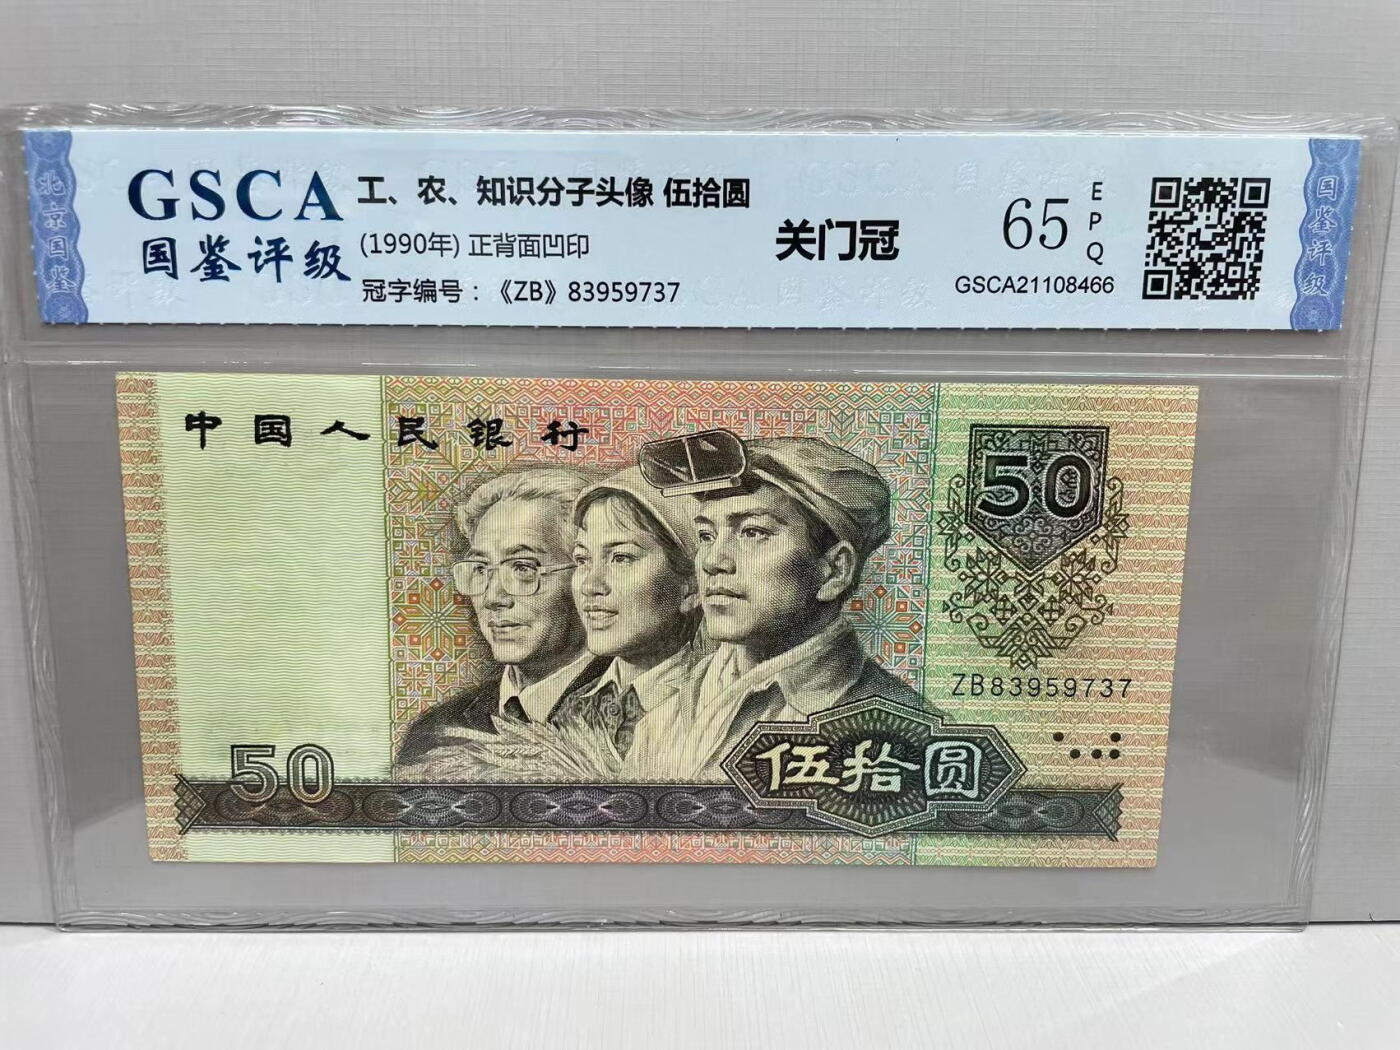 北京国鉴
GSCA
国鉴评级
工、农、知识分子头像 伍拾圆
(1990年) 正背面凹印
冠字编号：《ZB》83959737
关门冠
65
EPQ
GSCA21108466
国鉴评级
中国人民银行
50
ZB83959737
50
伍拾圆